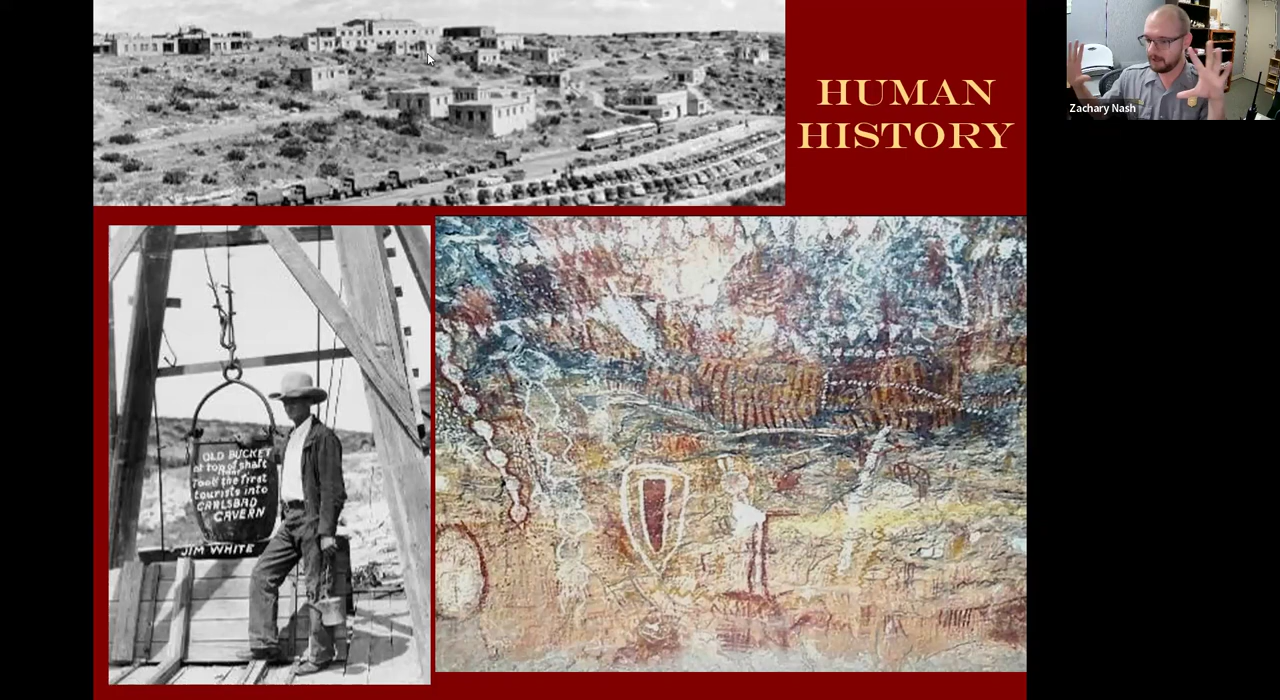 HUMAN
HISTORY
Zachary Nash
OLD BUCKET
at top of shaft
Took the first
tourists into
CARLSBAD
CAVERN
JIM WHITE